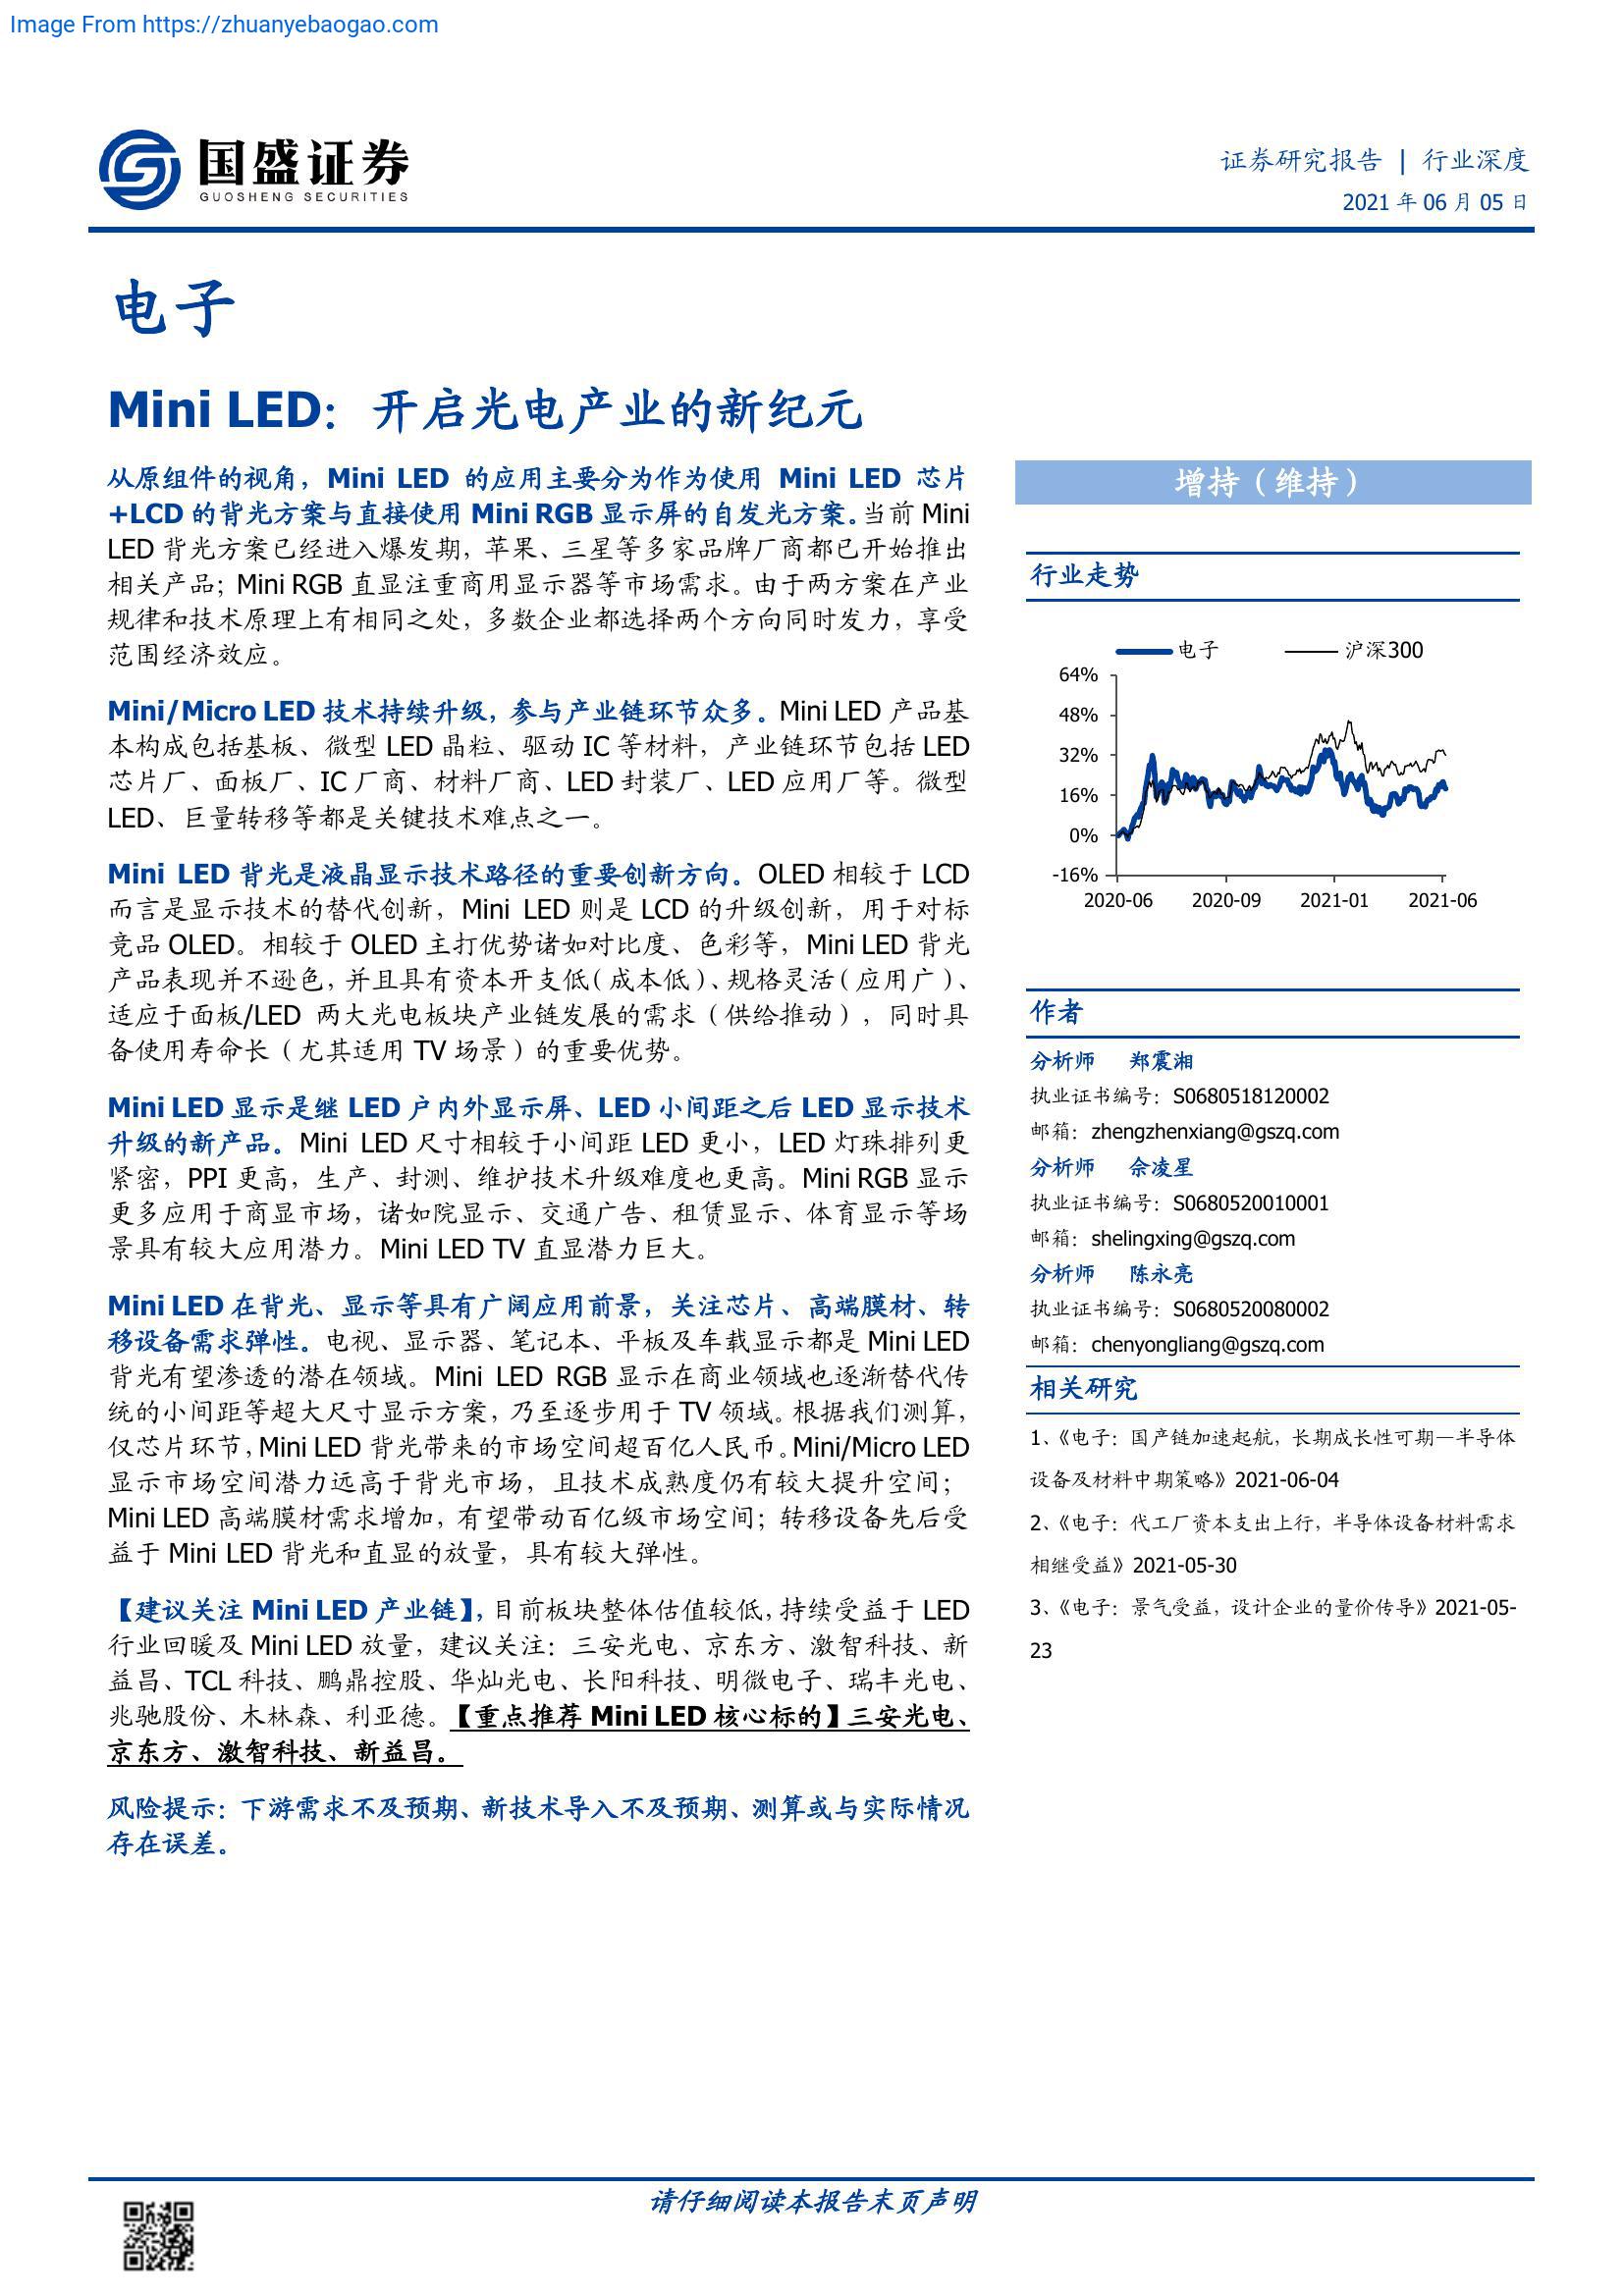 Image From https://zhuanyebaogao.com
国盛证券
GUOSHENG SECURITIES
证券研究报告 | 行业深度
2021 年 06 月 05 日
电子
Mini LED：开启光电产业的新纪元
从原组件的视角，Mini LED 的应用主要分为作为使用 Mini LED 芯片
+LCD 的背光方案与直接使用 Mini RGB 显示屏的自发光方案。当前 Mini
LED 背光方案已经进入爆发期，苹果、三星等多家品牌厂商都已开始推出
相关产品；Mini RGB 直显注重商用显示器等市场需求。由于两方案在产业
规律和技术原理上有相同之处，多数企业都选择两个方向同时发力，享受
范围经济效应。
Mini/Micro LED 技术持续升级，参与产业链环节众多。Mini LED 产品基
本构成包括基板、微型 LED 晶粒、驱动 IC 等材料，产业链环节包括 LED
芯片厂、面板厂、IC 厂商、材料厂商、LED 封装厂、LED 应用厂等。微型
LED、巨量转移等都是关键技术难点之一。
Mini LED 背光是液晶显示技术路径的重要创新方向。OLED 相较于 LCD
而言是显示技术的替代创新，Mini LED 则是 LCD 的升级创新，用于对标
竞品 OLED。相较于 OLED 主打优势诸如对比度、色彩等，Mini LED 背光
产品表现并不逊色，并且具有资本开支低（成本低）、规格灵活（应用广）、
适应于面板/LED 两大光电板块产业链发展的需求（供给推动），同时具
备使用寿命长（尤其适用 TV 场景）的重要优势。
Mini LED 显示是继 LED 户内外显示屏、LED 小间距之后 LED 显示技术
升级的新产品。Mini LED 尺寸相较于小间距 LED 更小，LED 灯珠排列更
紧密，PPI 更高，生产、封测、维护技术升级难度也更高。Mini RGB 显示
更多应用于商显市场，诸如院显示、交通广告、租赁显示、体育显示等场
景具有较大应用潜力。Mini LED TV 直显潜力巨大。
Mini LED 在背光、显示等具有广阔应用前景，关注芯片、高端膜材、转
移设备需求弹性。电视、显示器、笔记本、平板及车载显示都是 Mini LED
背光有望渗透的潜在领域。Mini LED RGB 显示在商业领域也逐渐替代传
统的小间距等超大尺寸显示方案，乃至逐步用于 TV 领域。根据我们测算，
仅芯片环节，Mini LED 背光带来的市场空间超百亿人民币。Mini/Micro LED
显示市场空间潜力远高于背光市场，且技术成熟度仍有较大提升空间；
Mini LED 高端膜材需求增加，有望带动百亿级市场空间；转移设备先后受
益于 Mini LED 背光和直显的放量，具有较大弹性。
【建议关注 Mini LED 产业链】，目前板块整体估值较低，持续受益于 LED
行业回暖及 Mini LED 放量，建议关注：三安光电、京东方、激智科技、新
益昌、TCL 科技、鹏鼎控股、华灿光电、长阳科技、明微电子、瑞丰光电、
兆驰股份、木林森、利亚德。【重点推荐 Mini LED 核心标的】三安光电、
京东方、激智科技、新益昌。
风险提示：下游需求不及预期、新技术导入不及预期、测算或与实际情况
存在误差。
增持（维持）
行业走势
电子 沪深300
64%
48%
32%
16%
0%
-16%
2020-06 2020-09 2021-01 2021-06
作者
分析师 郑震湘
执业证书编号：S0680518120002
邮箱：zhengzhenxiang@gszq.com
分析师 佘凌星
执业证书编号：S0680520010001
邮箱：shelingxing@gszq.com
分析师 陈永亮
执业证书编号：S0680520080002
邮箱：chenyongliang@gszq.com
相关研究
1、《电子：国产链加速起航，长期成长性可期—半导体
设备及材料中期策略》2021-06-04
2、《电子：代工厂资本支出上行，半导体设备材料需求
相继受益》2021-05-30
3、《电子：景气受益，设计企业的量价传导》2021-05-
23
请仔细阅读本报告末页声明